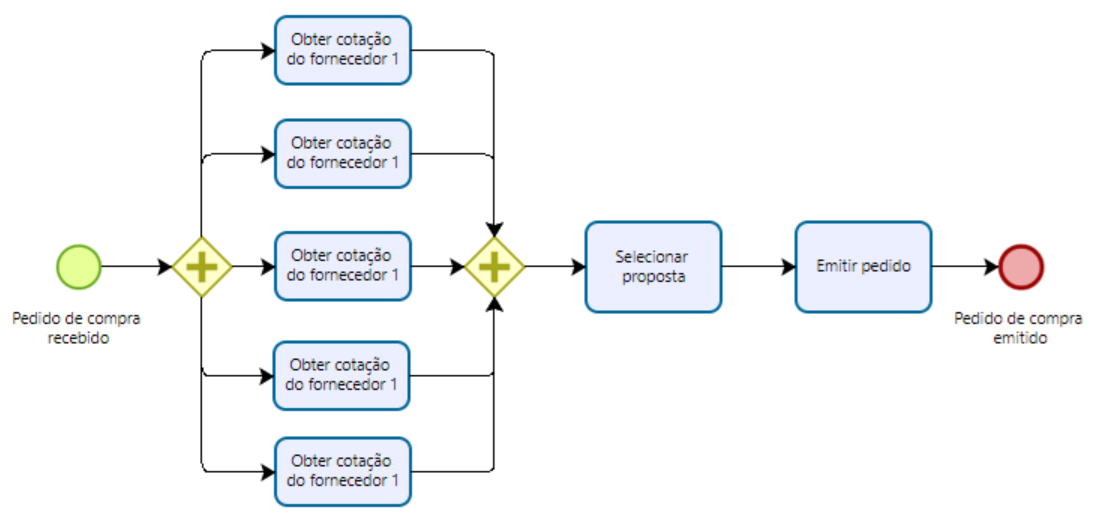 Obter cotação
do fornecedor 1
Obter cotação
do fornecedor 1
Obter cotação
do fornecedor 1
Obter cotação
do fornecedor 1
Obter cotação
do fornecedor 1
Pedido de compra
recebido
Selecionar
proposta
Emitir pedido
Pedido de compra
emitido